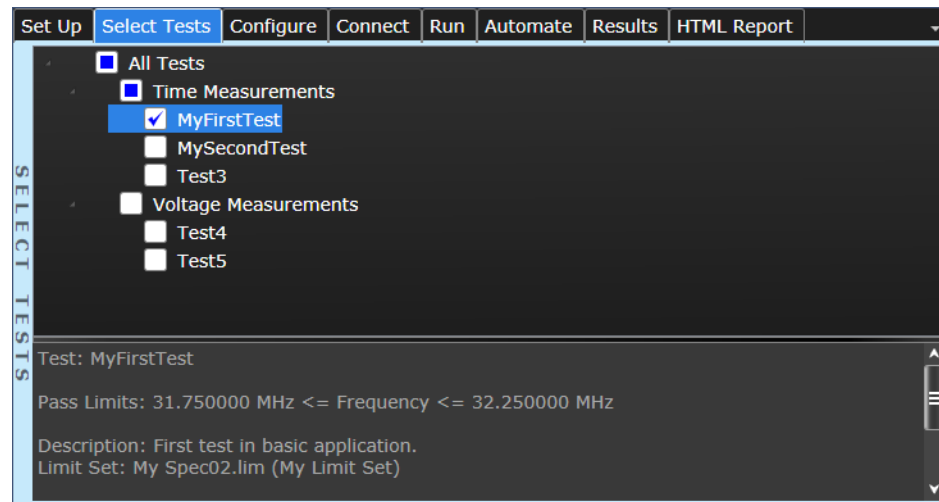 Set Up Select Tests Configure Connect Run Automate Results HTML Report
SELECT TESTS
All Tests
Time Measurements
MyFirstTest
MySecondTest
Test3
Voltage Measurements
Test4
Test5
Test: MyFirstTest
Pass Limits: 31.750000 MHz <= Frequency <= 32.250000 MHz
Description: First test in basic application.
Limit Set: My Spec02.lim (My Limit Set)